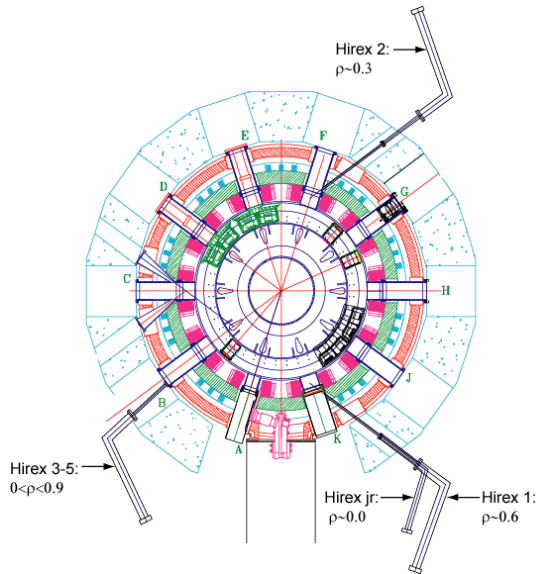 Hirex 2:
ρ~0.3
E
F
D
G
C
H
B
J
A
K
Hirex 3-5:
0<ρ<0.9
Hirex jr:
ρ~0.0
Hirex 1:
ρ~0.6